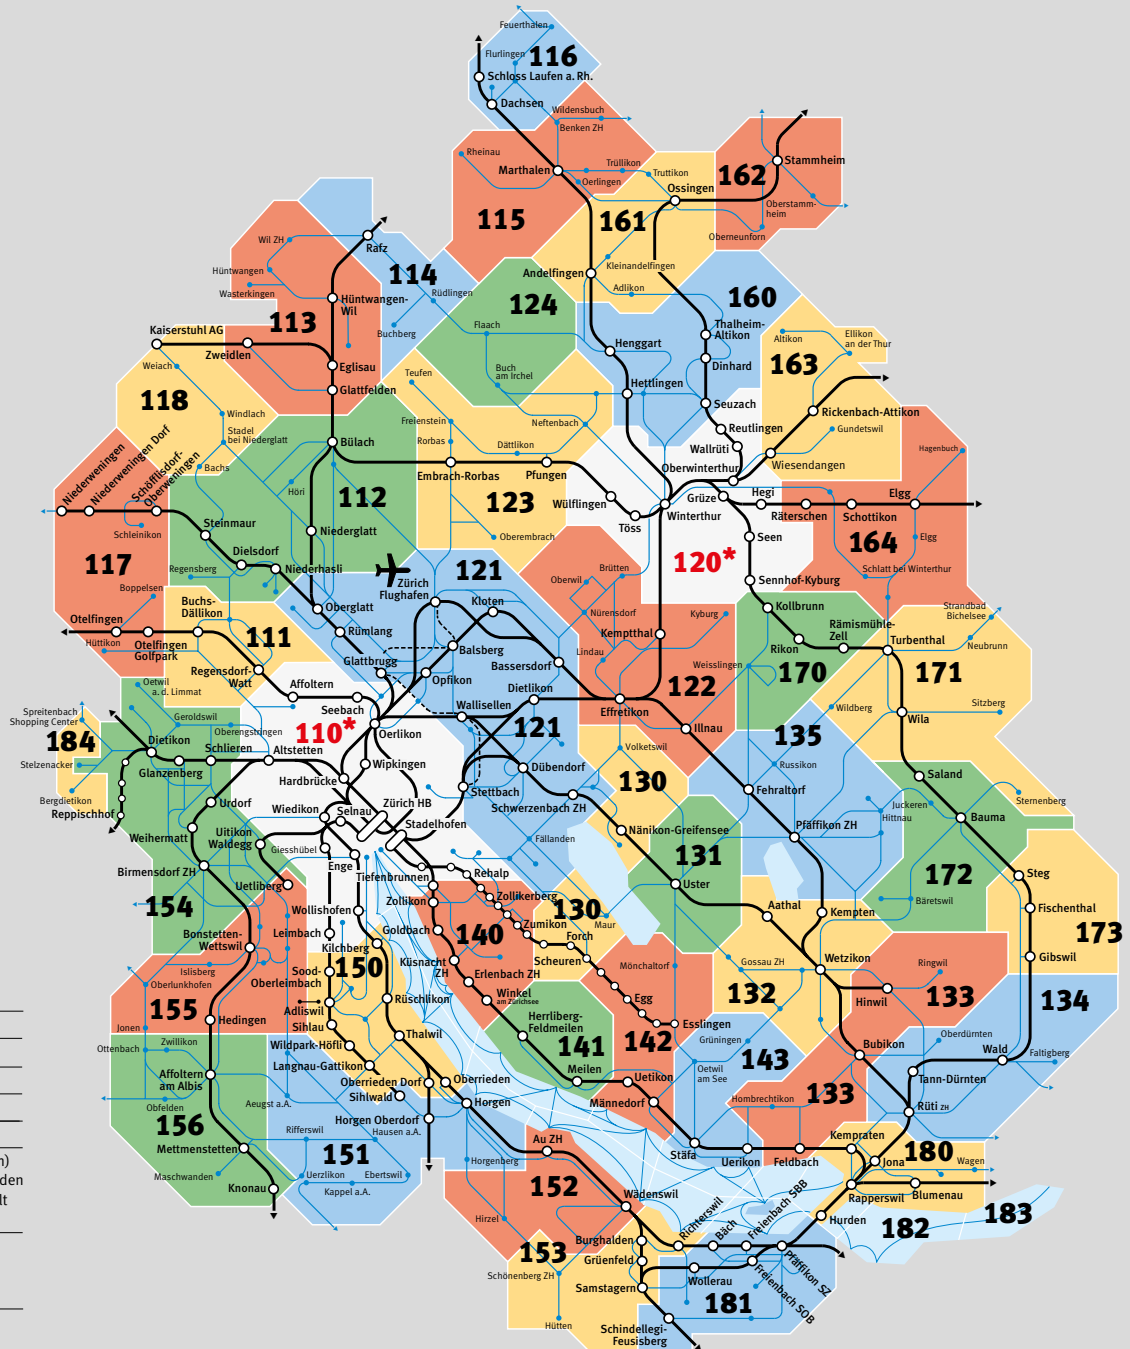 Feuerthalen
Flurlingen
116
Schloss Laufen a. Rh.
Dachsen
Wildensbuch
Benken ZH
Rheinau
Marthalen
Trüllikon
Truttikon
Oerlingen
Ossingen
162
Stammheim
Oberstamm-
heim
Oberneunforn
115
161
Wil ZH
Rafz
Hüntwangen
Wasterkingen
114
Rüdlingen
Hüntwangen-
Wil
Buchberg
113
Andelfingen
Kleinandelfingen
Adlikon
124
160
Flaach
Thalheim-
Altikon
Altikon
Ellikon
an der Thur
163
Kaiserstuhl AG
Zweidlen
Weiach
Eglisau
Glattfelden
Henggart
Dinhard
Buch
am Irchel
Teufen
Hettlingen
118
Windlach
Stadel
bei Niederglatt
Freienstein
Rorbas
Neftenbach
Seuzach
Rickenbach-Attikon
Gundetswil
Reutlingen
Wallrüti
Dättlikon
Bülach
Niederweningen
Niederweningen Dorf
Schöfflisdorf-
Oberweningen
Bachs
Embrach-Rorbas
Pfungen
Oberwinterthur
Wiesendangen
Hagenbuch
Höri
112
123
Wülflingen
Töss
Winterthur
Grüze
Hegi
Räterschen
Schottikon
Elgg
Schleinikon
Steinmaur
Niederglatt
Oberembrach
Seen
164
Elgg
Dielsdorf
117
Regensberg
Niederhasli
Zürich
Flughafen
121
120*
Schlatt bei Winterthur
Boppelsen
Buchs-
Dällikon
Oberwil
Brütten
Sennhof-Kyburg
Otelfingen
Hüttikon
Otelfingen
Golfpark
111
Oberglatt
Rümlang
Kloten
Nürensdorf
Kyburg
Kollbrunn
Strandbad
Bichelsee
Neubrunn
Kemptthal
Rämismühle-
Zell
Turbenthal
Rikon
Balsberg
Bassersdorf
Lindau
Glattbrugg
Opfikon
Regensdorf-
Watt
Affoltern
Weisslingen
170
171
Oetwil
a. d. Limmat
122
Dietlikon
Effretikon
Sitzberg
Wila
Wildberg
Spreitenbach
Shopping Center
Geroldswil
Oberengstringen
Seebach
Wallisellen
121
Illnau
135
184
Dietikon
110*
Oerlikon
Volketswil
Stelzenacker
Glanzenberg
Schlieren
Altstetten
Wipkingen
Dübendorf
Russikon
Saland
Bergdietikon
Hardbrücke
Stettbach
130
Fehraltorf
Reppischhof
Urdorf
Wiedikon
Selnau
Zürich HB
Schwerzenbach ZH
Juckeren
Hittnau
Bauma
Sternenberg
Weihermatt
Uitikon
Waldegg
Giesshübel
Stadelhofen
Fällanden
Nänikon-Greifensee
Pfäffikon ZH
131
Birmensdorf ZH
Enge
Tiefenbrunnen
Rehalp
172
Steg
Uetliberg
Uster
Zollikon
Zollikerberg
Bäretswil
154
Wollishofen
130
Maur
Aathal
Kempten
Fischenthal
Leimbach
Goldbach
140
Zumikon
173
Bonstetten-
Wettswil
Kilchberg
Forch
Küsnacht
ZH
Scheuren
Mönchaltorf
Gossau ZH
Wetzikon
Gibswil
Islisberg
Oberlunkhofen
Sood-
Oberleimbach
150
Erlenbach ZH
Ringwil
Winkel
am Zürichsee
Egg
132
133
134
155
Adliswil
Rüschlikon
Hinwil
Herrliberg-
Feldmeilen
Esslingen
Hedingen
Jonen
Sihlau
Thalwil
142
Grüningen
Bubikon
Oberdürnten
Wald
Faltigberg
Ottenbach
Zwillikon
Wildpark-Höfli
141
143
Langnau-Gattikon
Meilen
Uetikon
Oetwil
am See
Tann-Dürnten
Affoltern
am Albis
Oberrieden Dorf
Oberrieden
Sihlwald
Aeugst a.A.
Hombrechtikon
133
Obfelden
Horgen
Männedorf
Rüti ZH
156
Horgen Oberdorf
Rifferswil
Hausen a.A.
Kempraten
Mettmenstetten
151
Au ZH
Stäfa
Uerikon
Feldbach
180
Jona
Wagen
Horgenberg
Maschwanden
Uerzlikon
Ebertswil
Knonau
Kappel a.A.
152
Wädenswil
Rapperswil
Blumenau
Hirzel
Richterswil
Bäch
Freienbach SBB
Hurden
182
183
Burghalden
153
Grüenfeld
Pfäffikon SZ
Schönenberg ZH
Samstagern
Wollerau
Freienbach SOB
181
Hütten
Schindellegi-
Feusisberg
)
den
lt